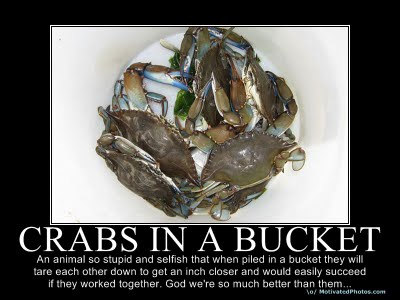 CRABS IN A BUCKET
An animal so stupid and selfish that when piled in a bucket they will
tare each other down to get an inch closer and would easily succeed
if they worked together. God we're so much better than them...
\o/ MotivatedPhotos.com